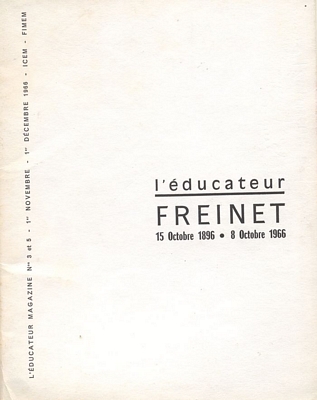 L'ÉDUCATEUR MAGAZINE Nos 3 et 5 - 1er NOVEMBRE - 1er DÉCEMBRE 1966 - ICEM - FIMEM
l'éducateur
FREINET
15 Octobre 1896 • 8 Octobre 1966